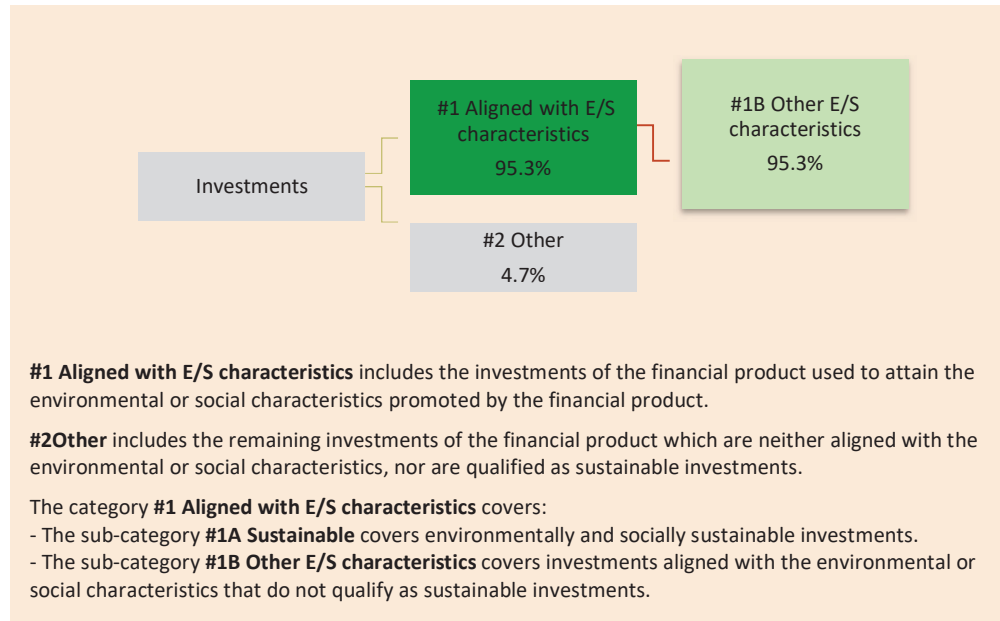 Investments
#1 Aligned with E/S
characteristics
95.3%
#1B Other E/S
characteristics
95.3%
#2 Other
4.7%
#1 Aligned with E/S characteristics includes the investments of the financial product used to attain the
environmental or social characteristics promoted by the financial product.
#2Other includes the remaining investments of the financial product which are neither aligned with the
environmental or social characteristics, nor are qualified as sustainable investments.
The category #1 Aligned with E/S characteristics covers:
- The sub-category #1A Sustainable covers environmentally and socially sustainable investments.
- The sub-category #1B Other E/S characteristics covers investments aligned with the environmental or
social characteristics that do not qualify as sustainable investments.